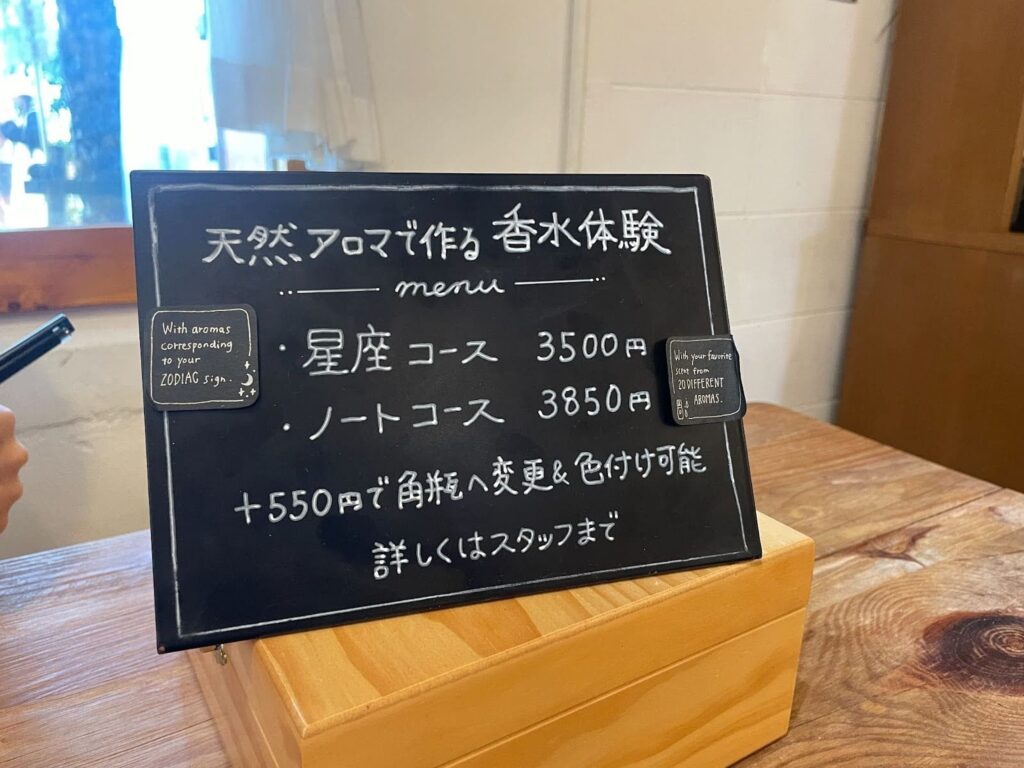 天然アロマで作る香水体験
menu
・星座コース 3500円
・ノートコース 3850円
+550円で角瓶へ変更&色付け可能
詳しくはスタッフまで
With aromas
corresponding
to your
ZODIAC sign.
With your favorite
scent from
20 DIFFERENT
AROMAS.